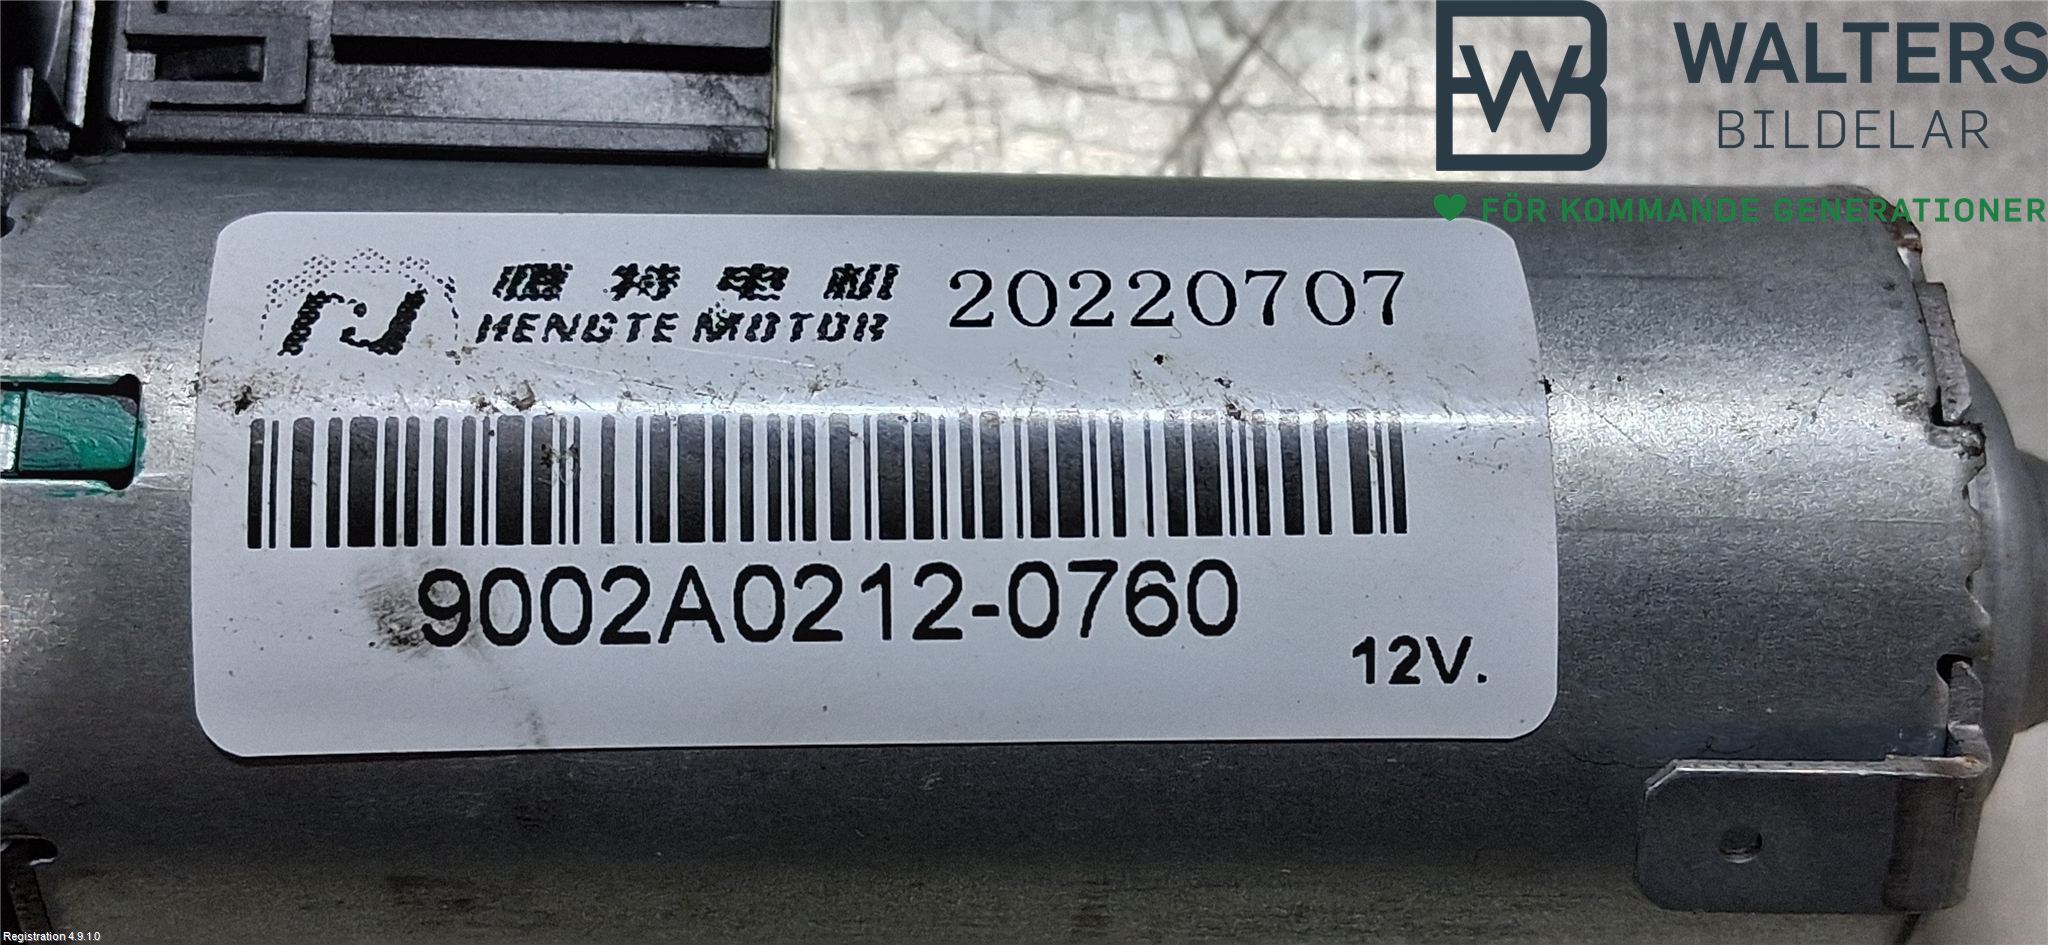 WALTERS
BILDELAR
FÖR KOMMANDE GENERATIONER
恒特电机 20220707
HENGTE MOTOR
9002A0212-0760
12V.
Registration 4.9.1.0